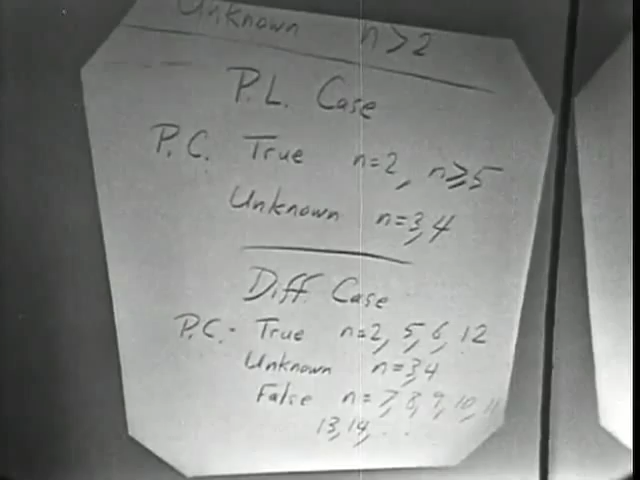 Unknown n>2
P.L. Case
P.C. True n=2, n≥5
Unknown n=3,4
Diff. Case
P.C. True n=2, 5, 6, 12
Unknown n=3,4
False n=7, 8, 9, 10, 11
13, 14, . .